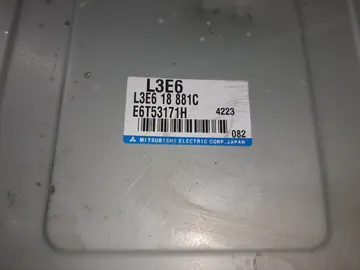 L3E6
L3E6 18 881C
E6T53171H 4223
082
MITSUBISHI ELECTRIC CORP. JAPAN